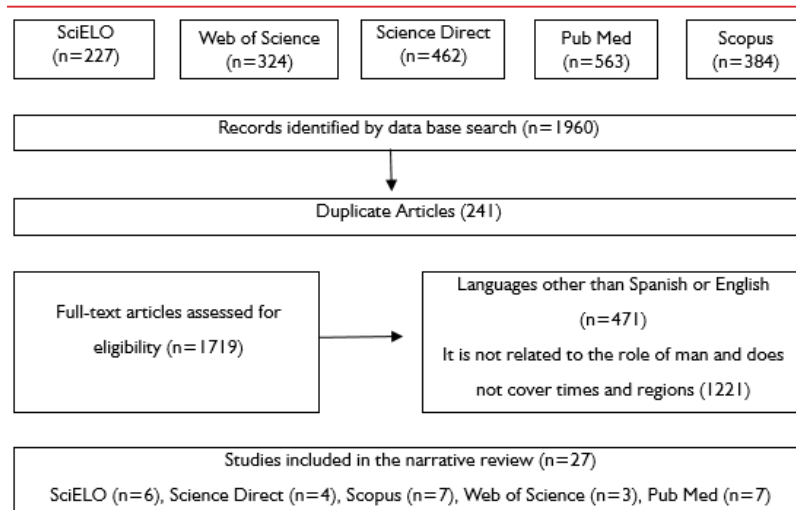 SciELO
(n=227)
Web of Science
(n=324)
Science Direct
(n=462)
Pub Med
(n=563)
Scopus
(n=384)
Records identified by data base search (n=1960)
Duplicate Articles (241)
Full-text articles assessed for
eligibility (n=1719)
Languages other than Spanish or English
(n=471)
It is not related to the role of man and does
not cover times and regions (1221)
Studies included in the narrative review (n=27)
SciELO (n=6), Science Direct (n=4), Scopus (n=7), Web of Science (n=3), Pub Med (n=7)